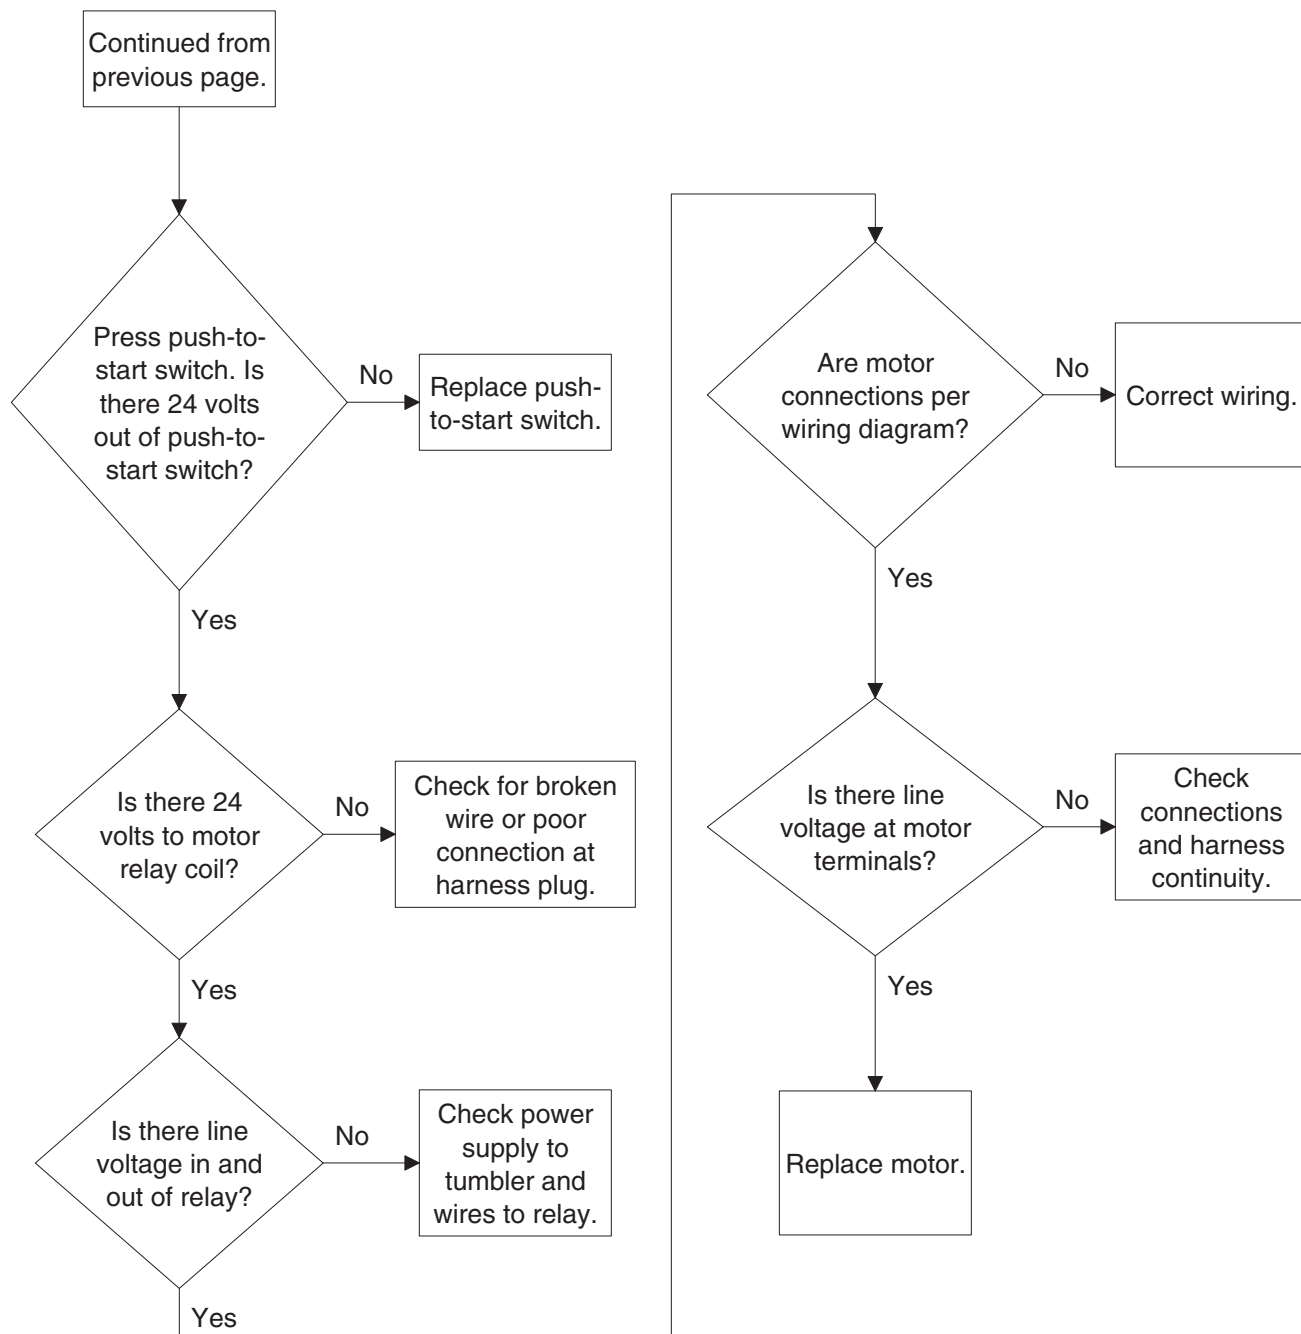 Continued from
previous page.
Press push-to-
start switch. Is
there 24 volts
out of push-to-
start switch?
No
Replace push-
to-start switch.
Yes
Is there 24
volts to motor
relay coil?
No
Check for broken
wire or poor
connection at
harness plug.
Yes
Is there line
voltage in and
out of relay?
No
Check power
supply to
tumbler and
wires to relay.
Yes
Are motor
connections per
wiring diagram?
No
Correct wiring.
Yes
Is there line
voltage at motor
terminals?
No
Check
connections
and harness
continuity.
Yes
Replace motor.